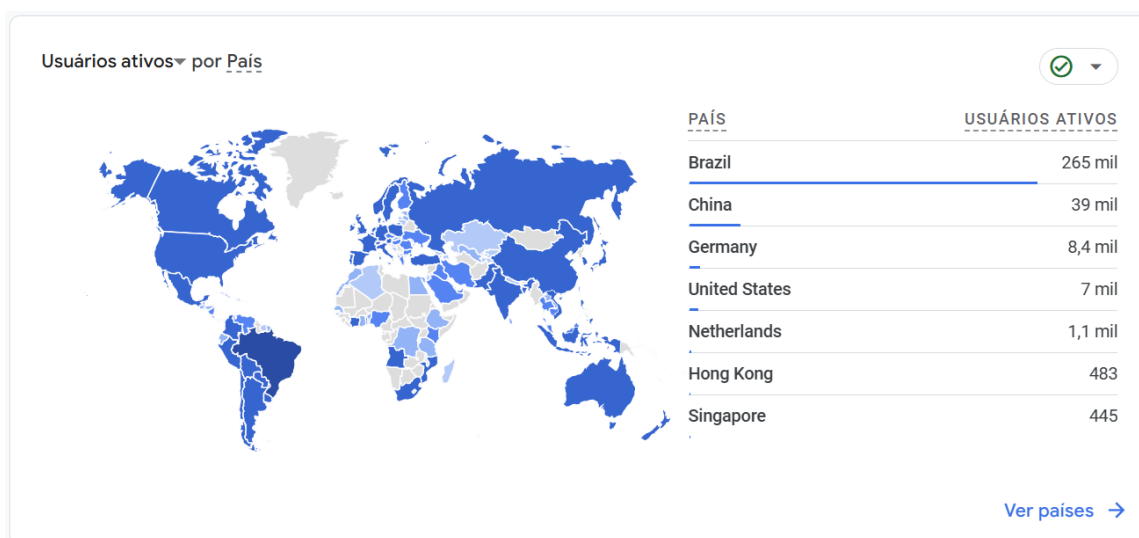 Usuários ativos por País
PAÍS USUÁRIOS ATIVOS
Brazil 265 mil
China 39 mil
Germany 8,4 mil
United States 7 mil
Netherlands 1,1 mil
Hong Kong 483
Singapore 445
Ver países